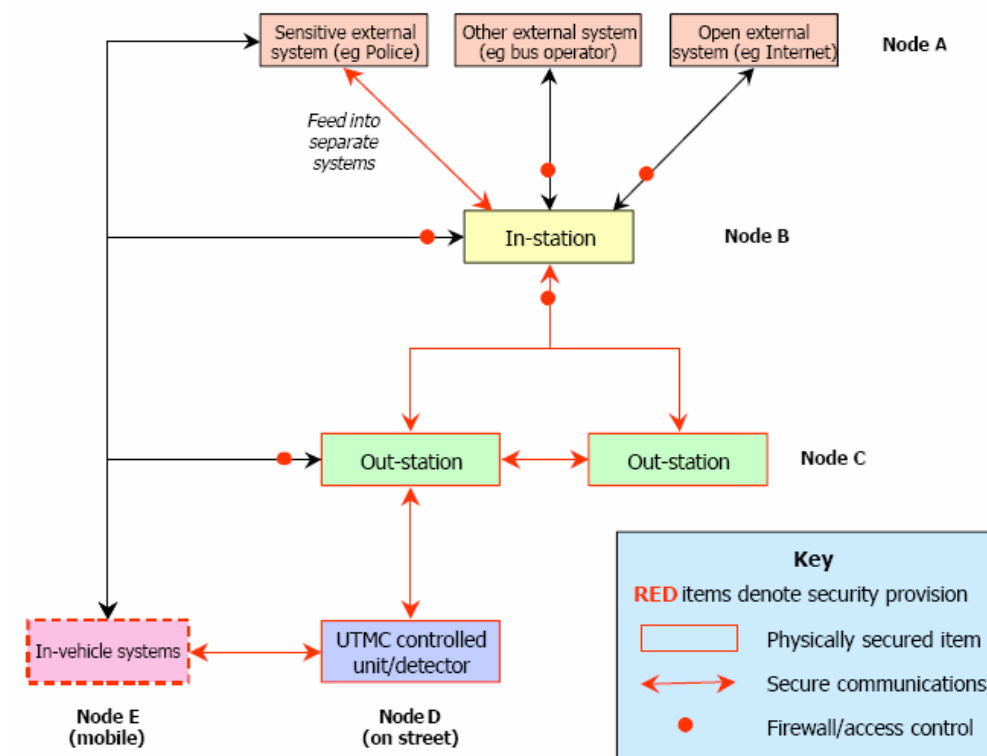 Sensitive external
system (eg Police)
Other external system
(eg bus operator)
Open external
system (eg Internet)
Node A
Feed into
separate
systems
In-station
Node B
Out-station
Out-station
Node C
Key
RED items denote security provision
Physically secured item
Secure communications
Firewall/access control
In-vehicle systems
UTMC controlled
unit/detector
Node E
(mobile)
Node D
(on street)